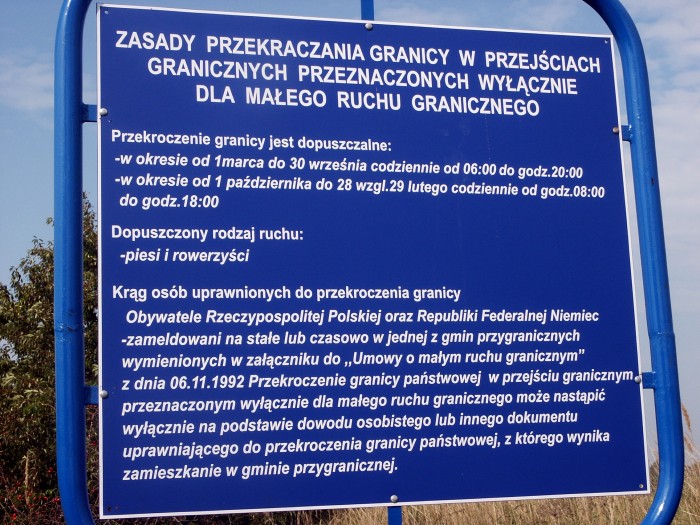 ZASADY PRZEKRACZANIA GRANICY W PRZEJŚCIACH
GRANICZNYCH PRZEZNACZONYCH WYŁĄCZNIE
DLA MAŁEGO RUCHU GRANICZNEGO
Przekroczenie granicy jest dopuszczalne:
-w okresie od 1marca do 30 września codziennie od 06:00 do godz.20:00
-w okresie od 1 października do 28 wzgl.29 lutego codziennie od godz.08:00
do godz.18:00
Dopuszczony rodzaj ruchu:
-piesi i rowerzyści
Krąg osób uprawnionych do przekroczenia granicy
Obywatele Rzeczypospolitej Polskiej oraz Republiki Federalnej Niemiec
-zameldowani na stałe lub czasowo w jednej z gmin przygranicznych
wymienionych w załączniku do ,,Umowy o małym ruchu granicznym”
z dnia 06.11.1992 Przekroczenie granicy państwowej w przejściu granicznym
przeznaczonym wyłącznie dla małego ruchu granicznego może nastąpić
wyłącznie na podstawie dowodu osobistego lub innego dokumentu
uprawniającego do przekroczenia granicy państwowej, z którego wynika
zamieszkanie w gminie przygranicznej.